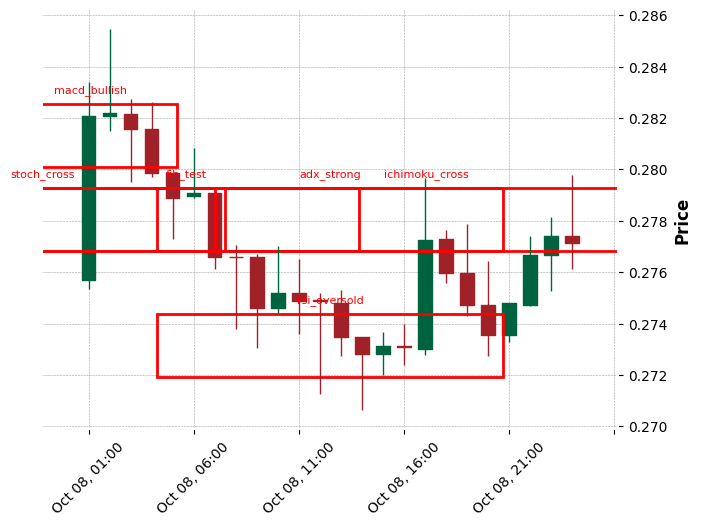 0.286
0.284
macd_bullish
0.282
0.280
stoch_cross
adx_strong
ichimoku_cross
0.278
Price
0.276
0.274
0.272
0.270
Oct 08, 01:00
Oct 08, 06:00
Oct 08, 11:00
Oct 08, 16:00
Oct 08, 21:00